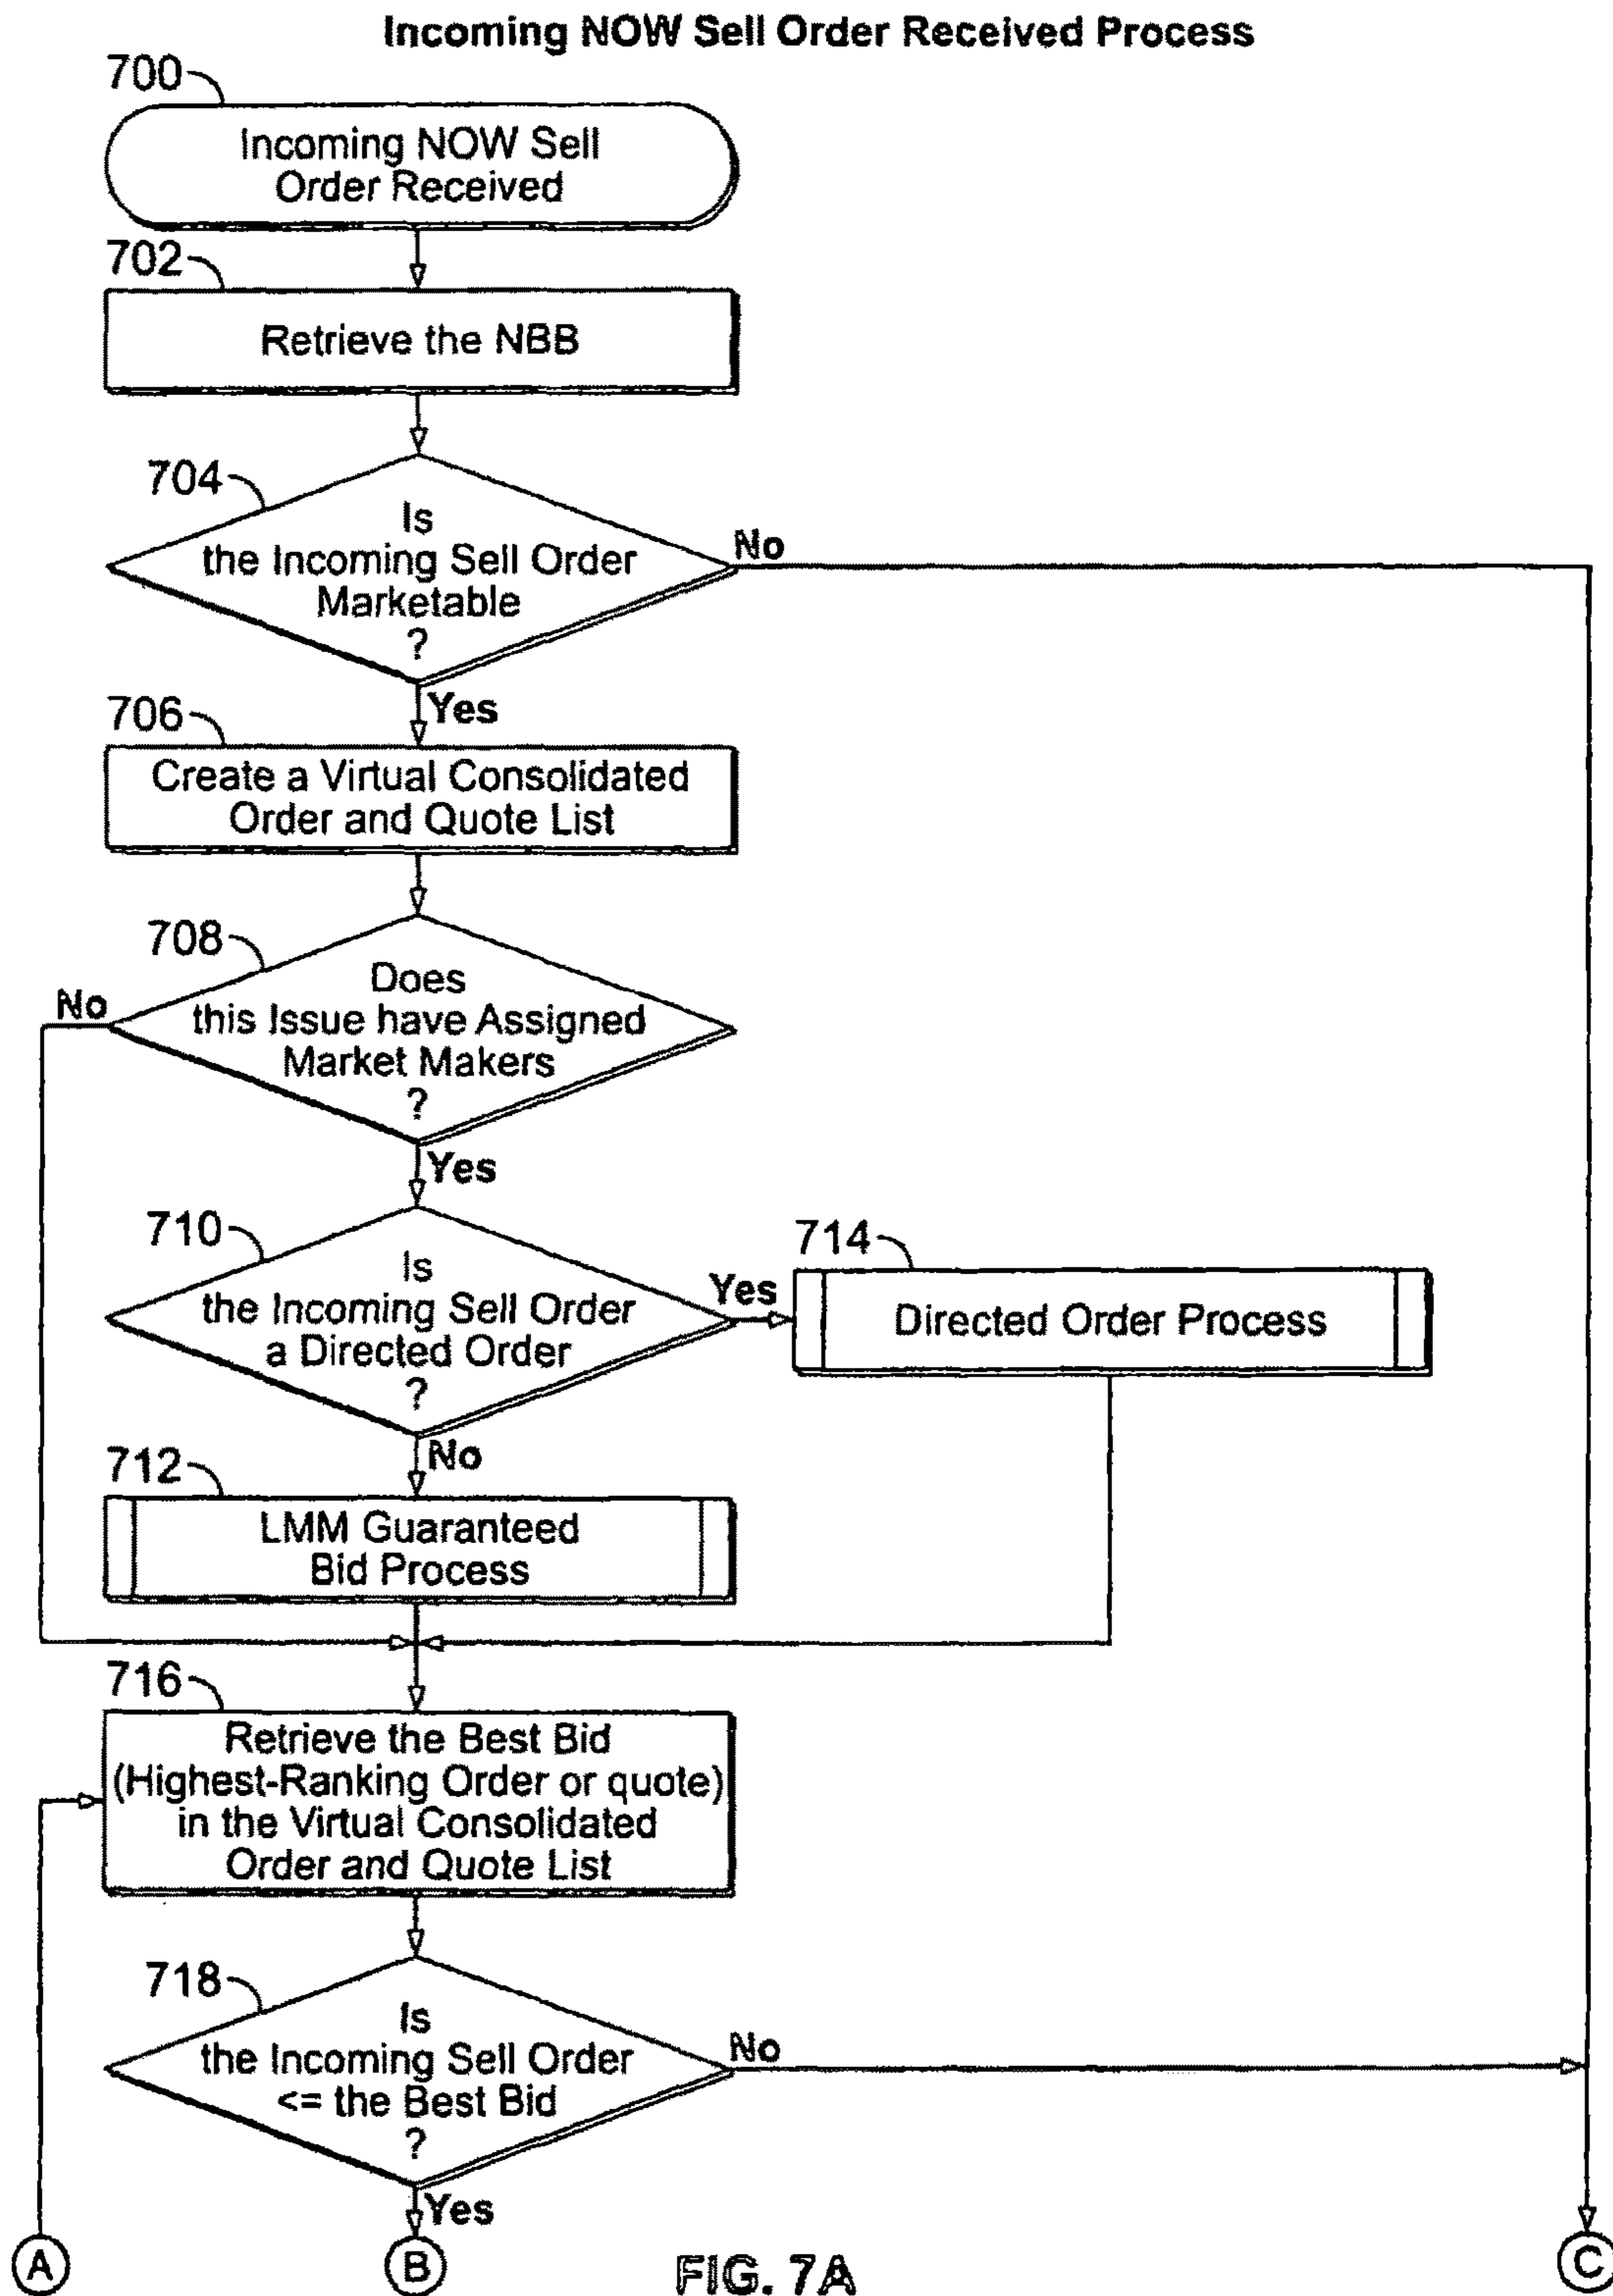 Incoming NOW Sell Order Received Process
700
Incoming NOW Sell
Order Received
702
Retrieve the NBB
704
Is
the Incoming Sell Order
Marketable
?
No
Yes
706
Create a Virtual Consolidated
Order and Quote List
708
Does
this Issue have Assigned
Market Makers
?
No
Yes
710
Is
the Incoming Sell Order
a Directed Order
?
Yes
714
Directed Order Process
No
712
LMM Guaranteed
Bid Process
716
Retrieve the Best Bid
(Highest-Ranking Order or quote)
in the Virtual Consolidated
Order and Quote List
718
Is
the Incoming Sell Order
<= the Best Bid
?
No
Yes
A
B
C
FIG. 7A